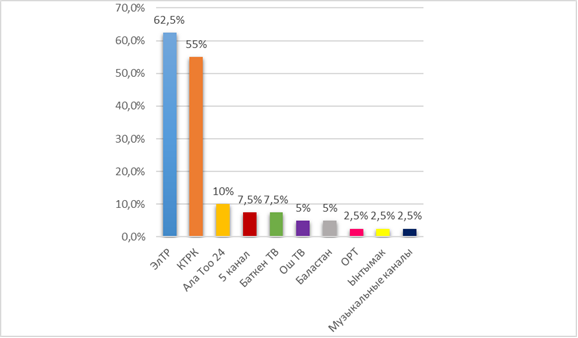 70,0%
60,0%
50,0%
40,0%
30,0%
20,0%
10,0%
0,0%
62,5%
55%
10%
7,5%
7,5%
5%
5%
2,5%
2,5%
2,5%
ЭлТР
КТРК
Ала Тоо 24
5 канал
Баткен ТВ
Ош ТВ
Баластан
ОРТ
Ынтымак
Музыкальные каналы